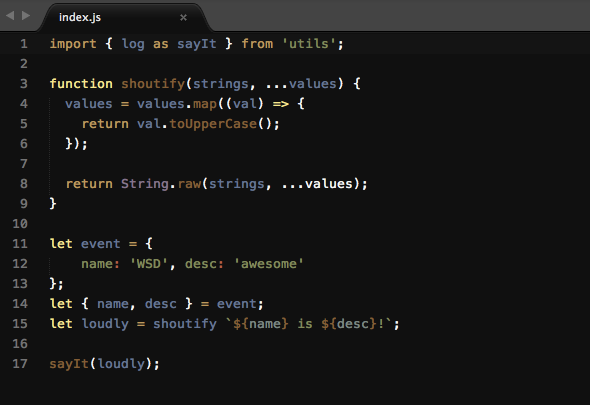 index.js ×
1 import { log as sayIt } from 'utils';
2
3 function shoutify(strings, ...values) {
4   values = values.map((val) => {
5     return val.toUpperCase();
6   });
7
8   return String.raw(strings, ...values);
9 }
10
11 let event = {
12     name: 'WSD', desc: 'awesome'
13 };
14 let { name, desc } = event;
15 let loudly = shoutify `${name} is ${desc}!`;
16
17 sayIt(loudly);